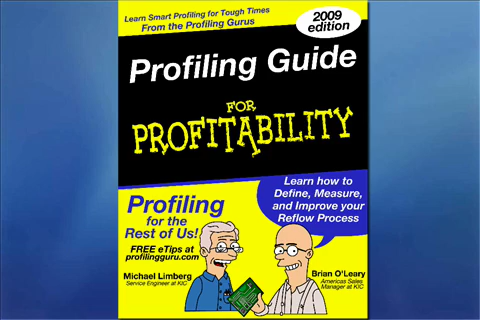 Learn Smart Profiling for Tough Times
From the Profiling Gurus
2009
edition
Profiling Guide
FOR
PROFITABILITY
Learn how to
Define, Measure,
and Improve your
Reflow Process
Profiling
for the
Rest of Us!
FREE eTips at
profilingguru.com
Michael Limberg
Service Engineer at KIC
Brian O'Leary
Americas Sales
Manager at KIC